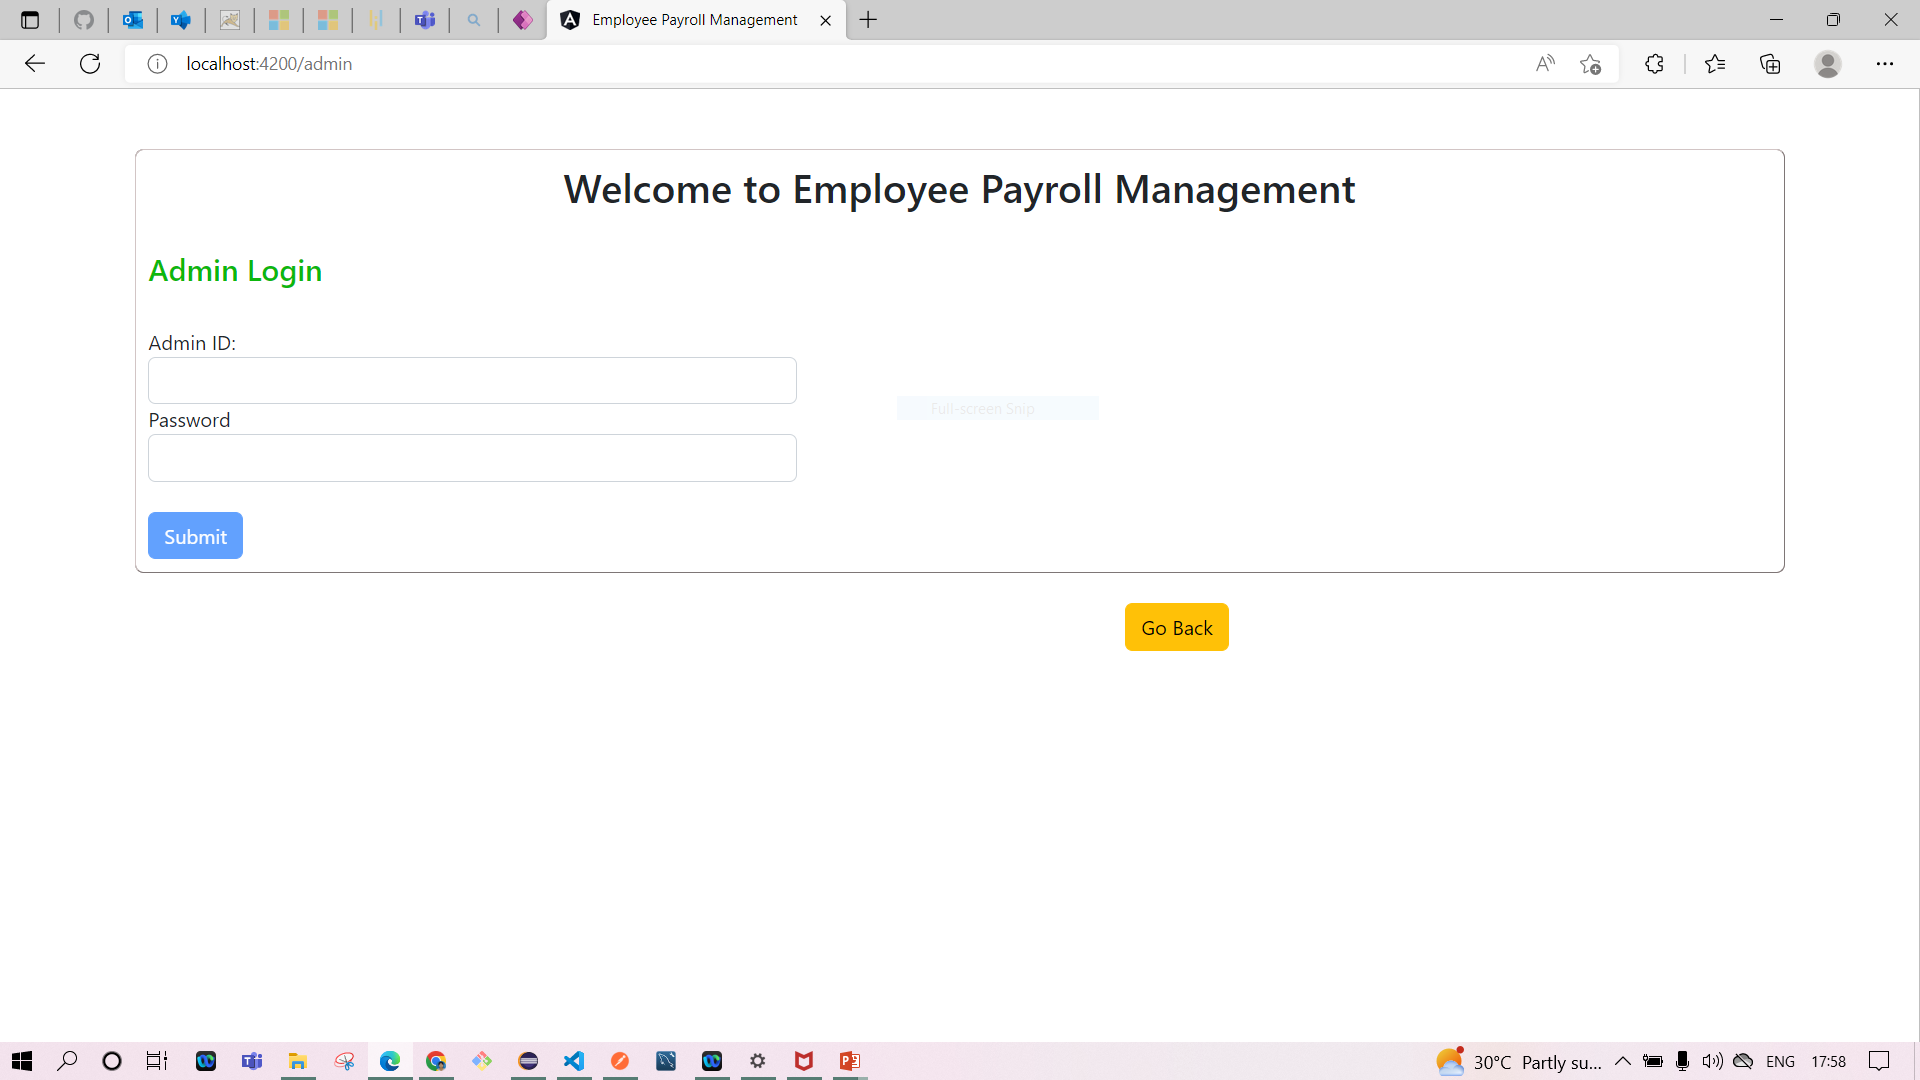 Employee Payroll Management
localhost:4200/admin
Welcome to Employee Payroll Management
Admin Login
Admin ID:
Full-screen Snip
Password
Submit
Go Back
30°C Partly su... ENG 17:58